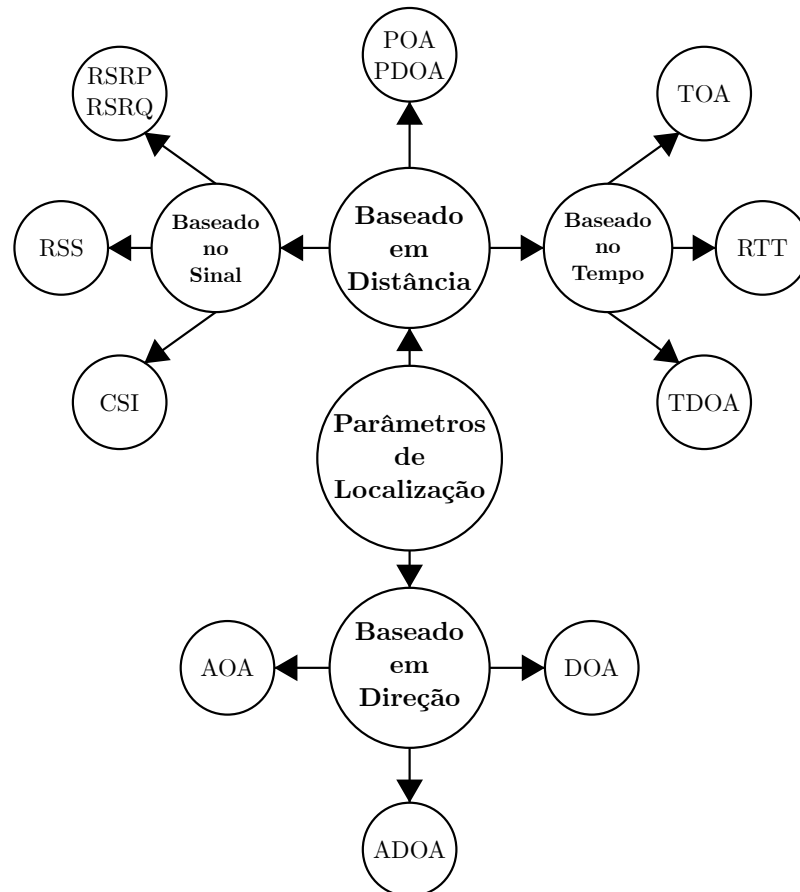 POA
PDOA
RSRP
RSRQ
TOA
Baseado
no
Sinal
Baseado
em
Distância
Baseado
no
Tempo
RSS
RTT
CSI
TDOA
Parâmetros
de
Localização
AOA
Baseado
em
Direção
DOA
ADOA